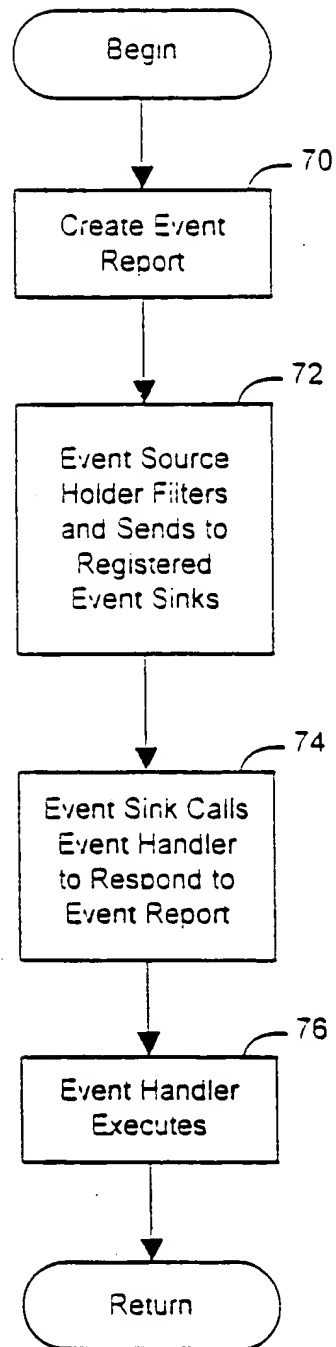 Begin
70
Create Event
Report
72
Event Source
Holder Filters
and Sends to
Registered
Event Sinks
74
Event Sink Calls
Event Handler
to Respond to
Event Report
76
Event Handler
Executes
Return